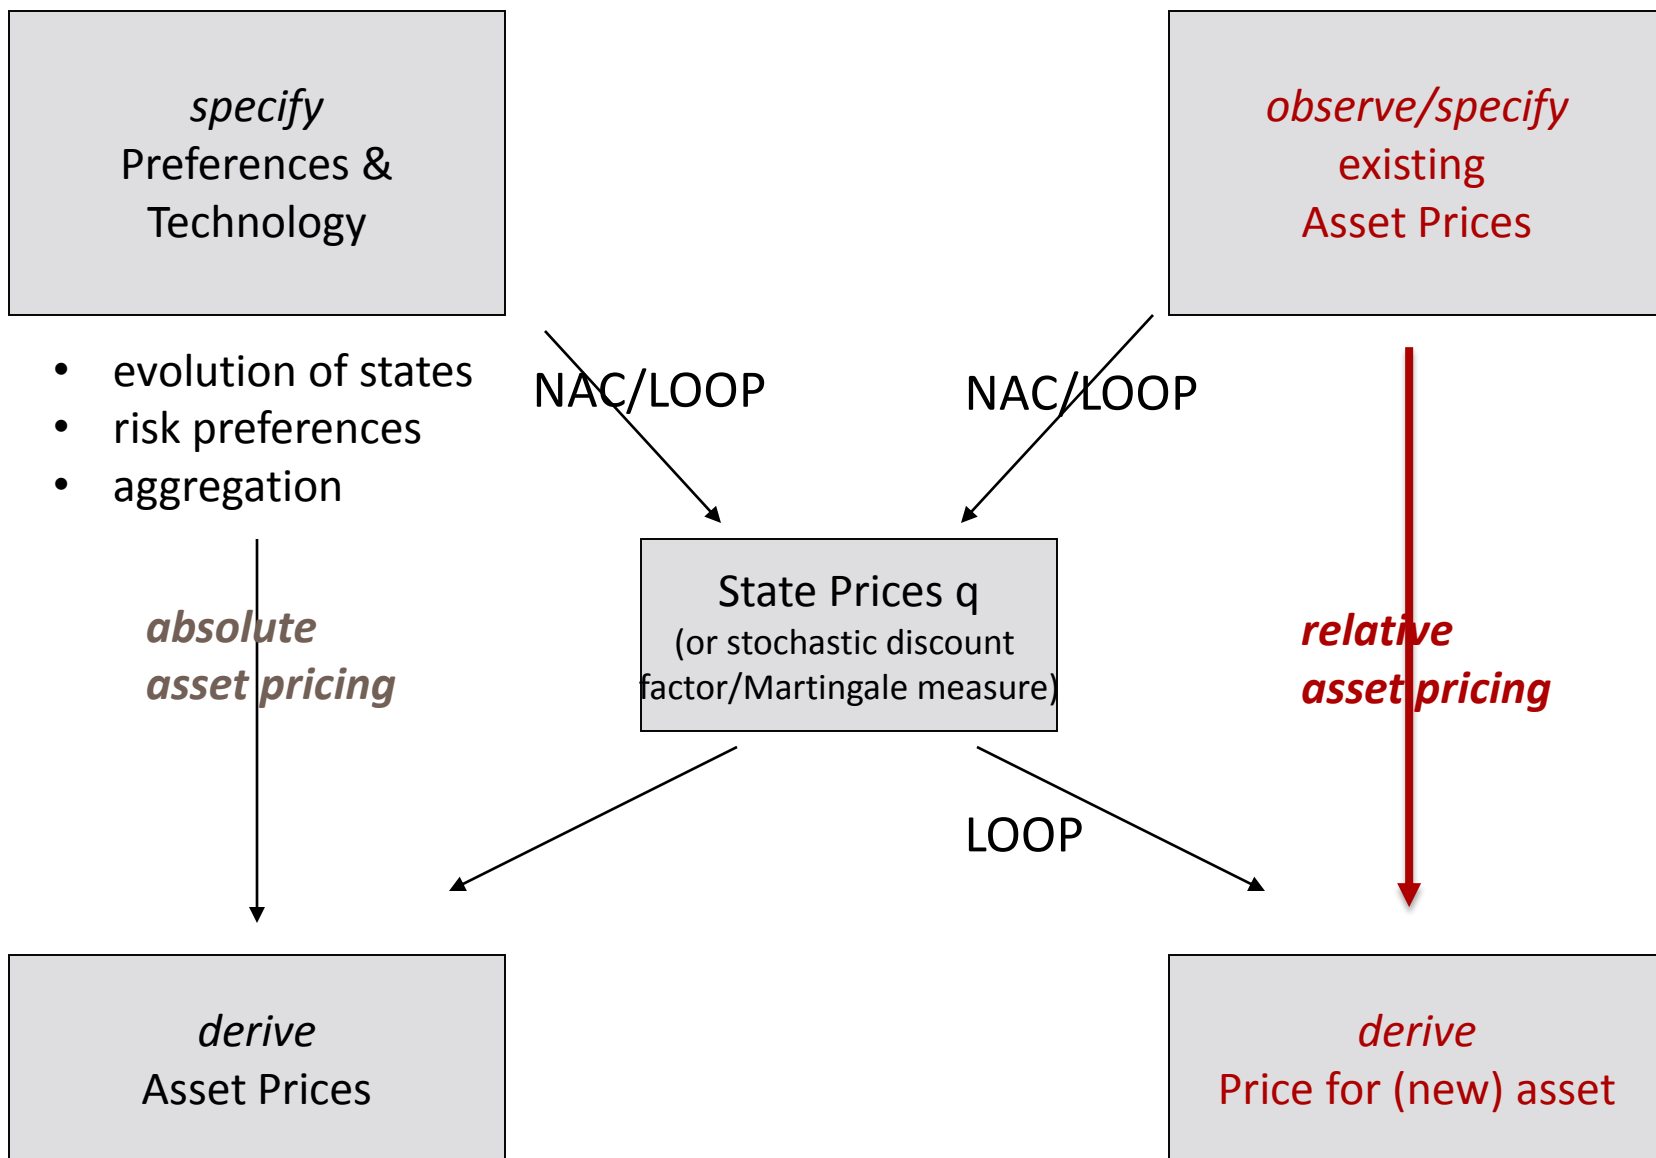 specify
Preferences &
Technology
observe/specify
existing
Asset Prices
• evolution of states
• risk preferences
• aggregation
NAC/LOOP
NAC/LOOP
State Prices q
(or stochastic discount
factor/Martingale measure)
absolute
asset pricing
relative
asset pricing
LOOP
derive
Asset Prices
derive
Price for (new) asset